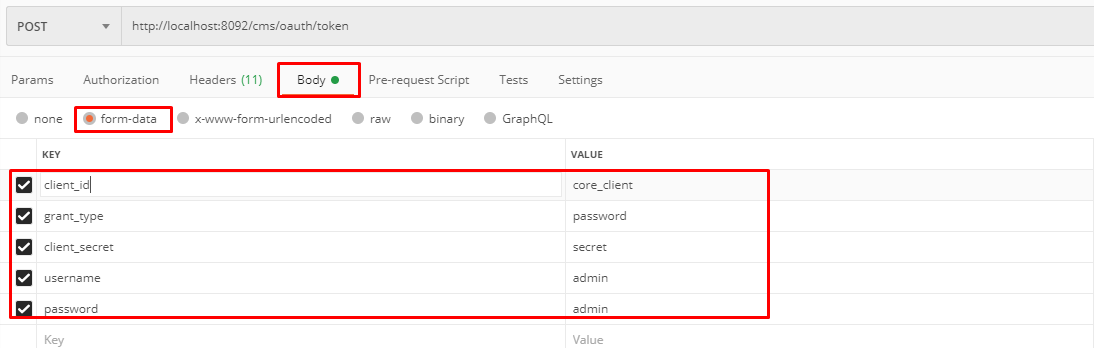 POST http://localhost:8092/cms/oauth/token
Params Authorization Headers (11) Body Pre-request Script Tests Settings
none form-data x-www-form-urlencoded raw binary GraphQL
KEY VALUE
client_id core_client
grant_type password
client_secret secret
username admin
password admin
Key Value